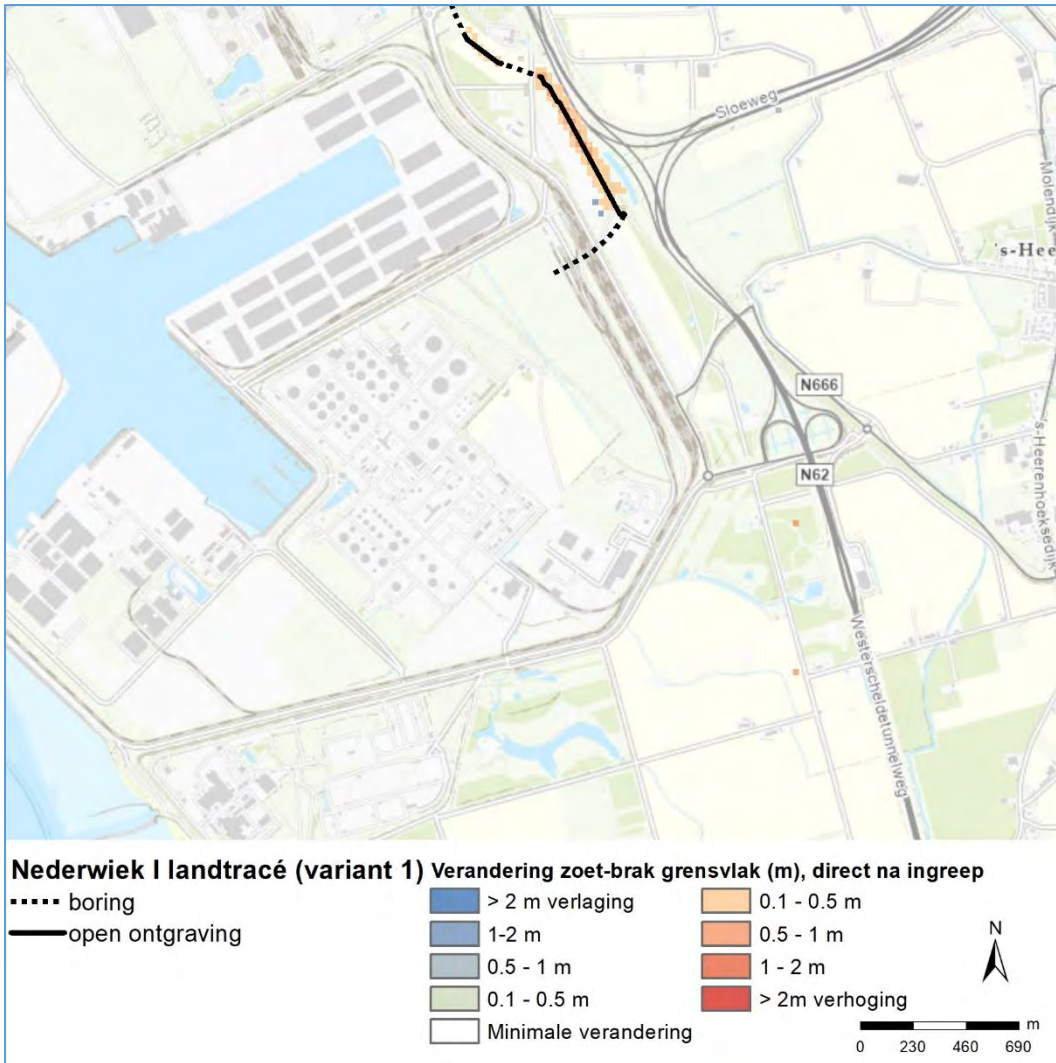 Sloeweg
Molendijk
's-Hee
N666
N62
's-Heerenhoeksedijk
Westerscheldetunnelweg
Nederwiek I landtracé (variant 1)
boring
open ontgraving
Verandering zoet-brak grensvlak (m), direct na ingreep
> 2 m verlaging
1-2 m
0.5 - 1 m
0.1 - 0.5 m
Minimale verandering
0.1 - 0.5 m
0.5 - 1 m
1 - 2 m
> 2m verhoging
N
m
0 230 460 690